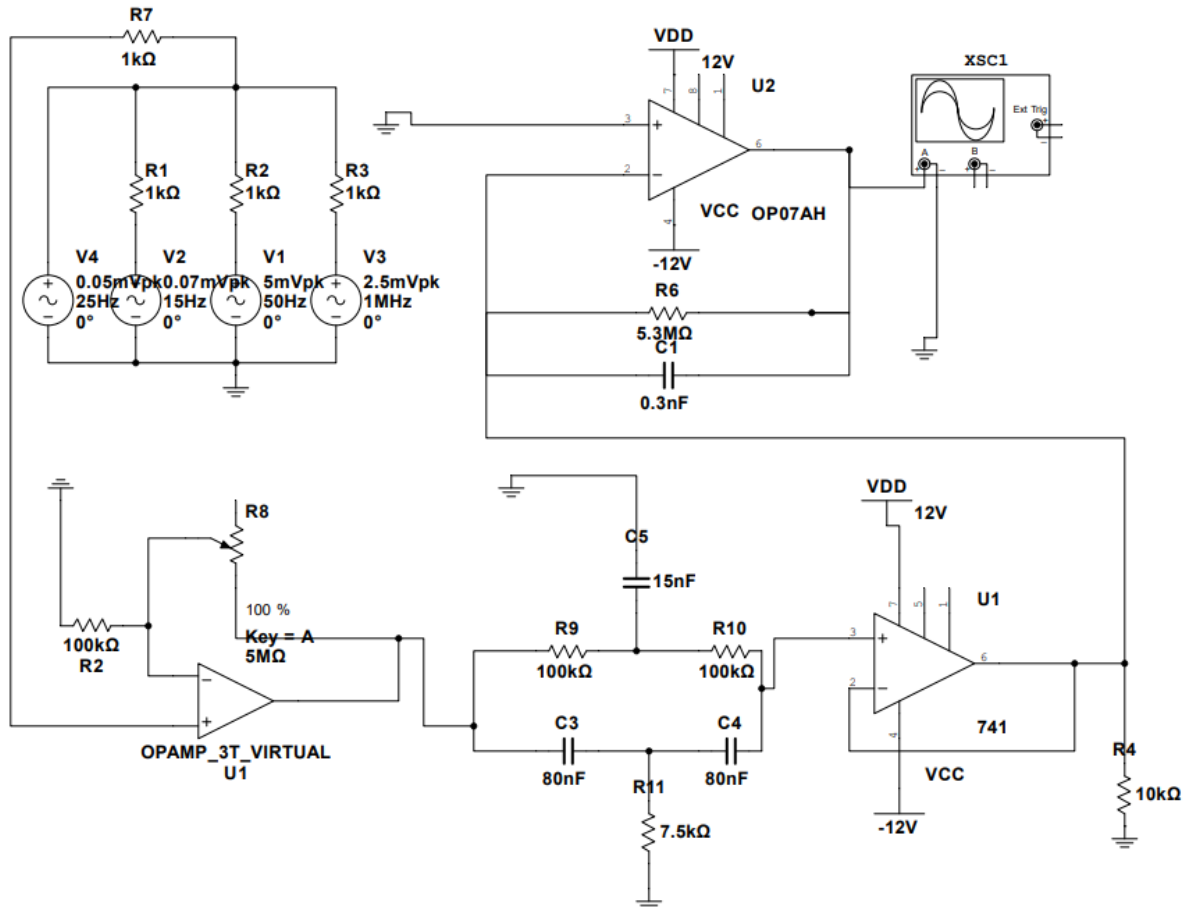 R7
1kΩ
VDD
12V
U2
XSC1
Ext Trig
+
−
A
B
+ − + −
7
8
1
3
+
6
2
−
4
VCC
OP07AH
-12V
R1
1kΩ
R2
1kΩ
R3
1kΩ
V4
0.05mVpk
25Hz
0°
V2
0.07mVpk
15Hz
0°
V1
5mVpk
50Hz
0°
V3
2.5mVpk
1MHz
0°
R6
5.3MΩ
C1
0.3nF
R8
100 %
Key = A
5MΩ
100kΩ
R2
−
+
OPAMP_3T_VIRTUAL
U1
C5
15nF
R9
100kΩ
R10
100kΩ
C3
80nF
C4
80nF
R11
7.5kΩ
VDD
12V
U1
7
5
1
3
+
6
2
−
4
741
VCC
-12V
R4
10kΩ